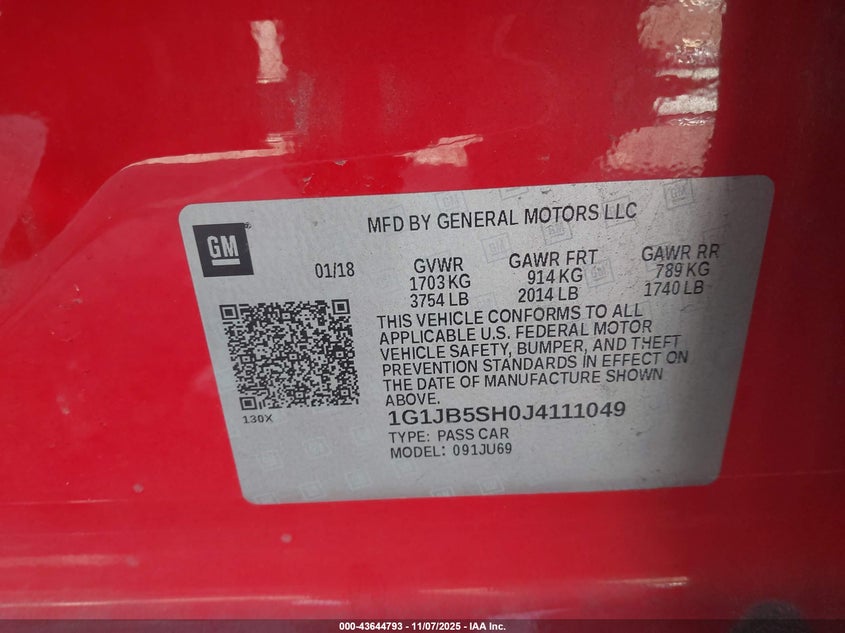 GM
MFD BY GENERAL MOTORS LLC
01/18
GVWR
1703 KG
3754 LB
GAWR FRT
914 KG
2014 LB
GAWR RR
789 KG
1740 LB
THIS VEHICLE CONFORMS TO ALL
APPLICABLE U.S. FEDERAL MOTOR
VEHICLE SAFETY, BUMPER, AND THEFT
PREVENTION STANDARDS IN EFFECT ON
THE DATE OF MANUFACTURE SHOWN
ABOVE.
130X
1G1JB5SH0J4111049
TYPE: PASS CAR
MODEL: 091JU69
000-43644793 - 11/07/2025 - IAA Inc.